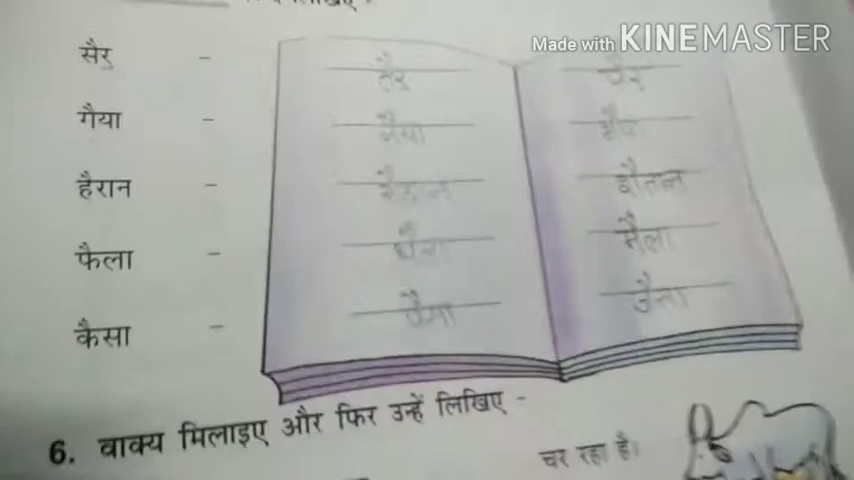 Made with KINEMASTER
सैर - तैर पैर
गैया - मैया
हैरान - मैदान शैतान
फैला - थैला मैला
कैसा - पैसा जैसा
6. वाक्य मिलाइए और फिर उन्हें लिखिए -
चर रहा है।